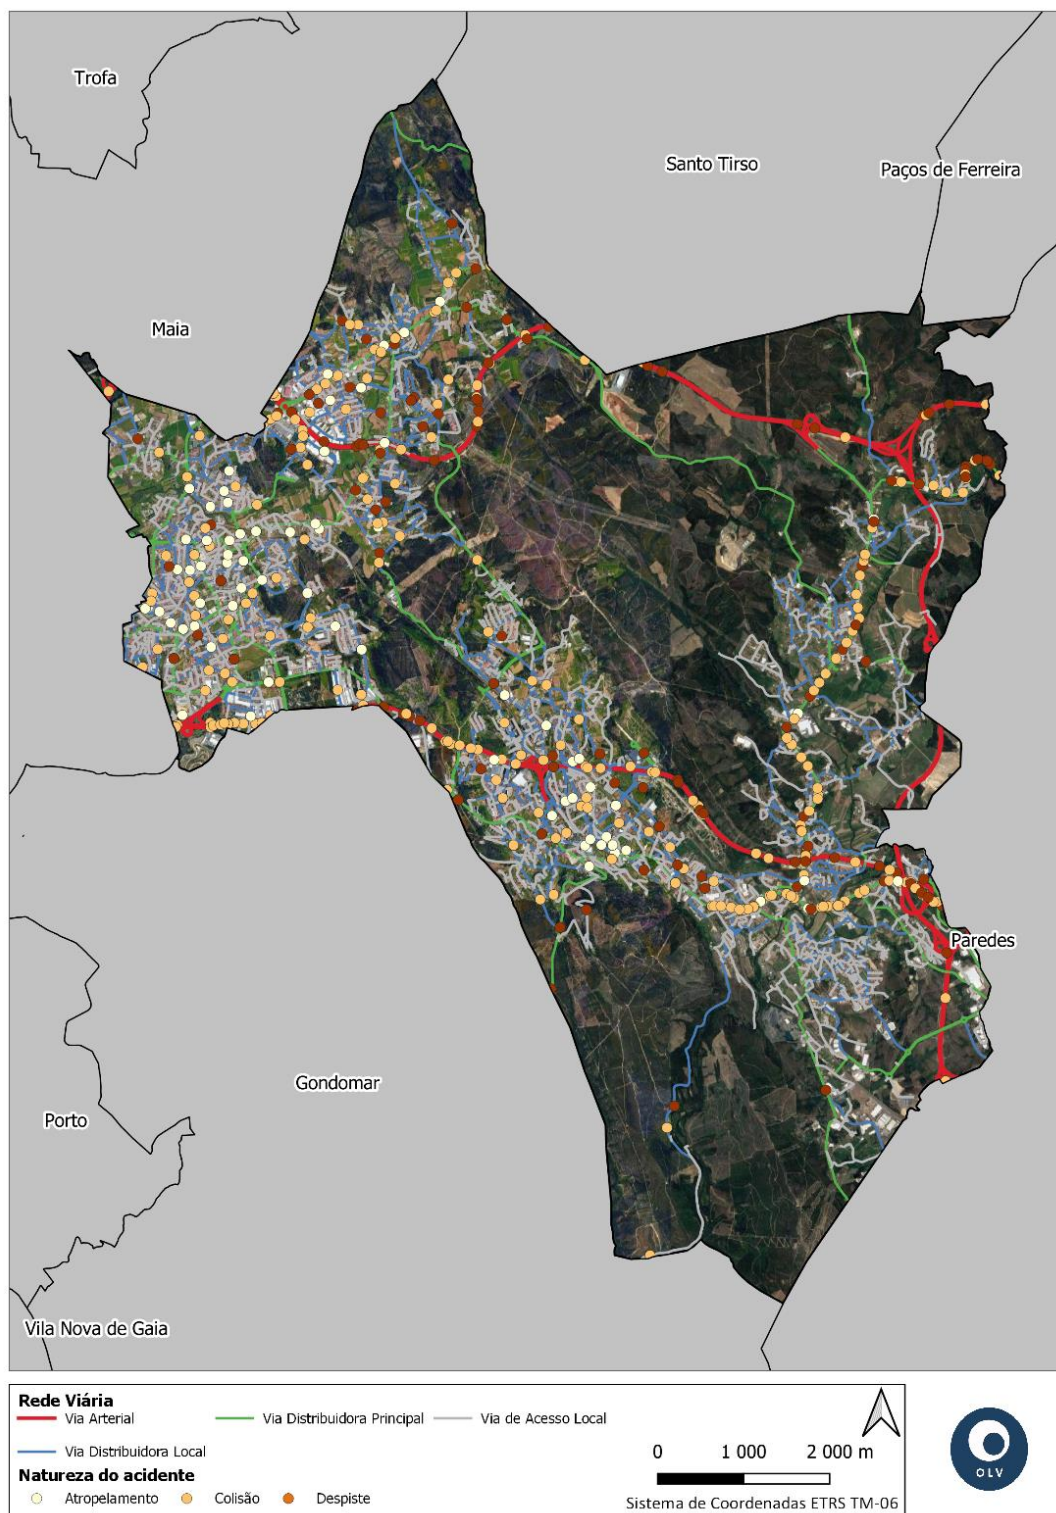 Trofa
Santo Tirso
Paços de Ferreira
Maia
Paredes
Gondomar
Porto
Vila Nova de Gaia
Rede Viária
Via Arterial
Via Distribuidora Principal
Via de Acesso Local
Via Distribuidora Local
Natureza do acidente
Atropelamento
Colisão
Despiste
0 1 000 2 000 m
Sistema de Coordenadas ETRS TM-06
OLV